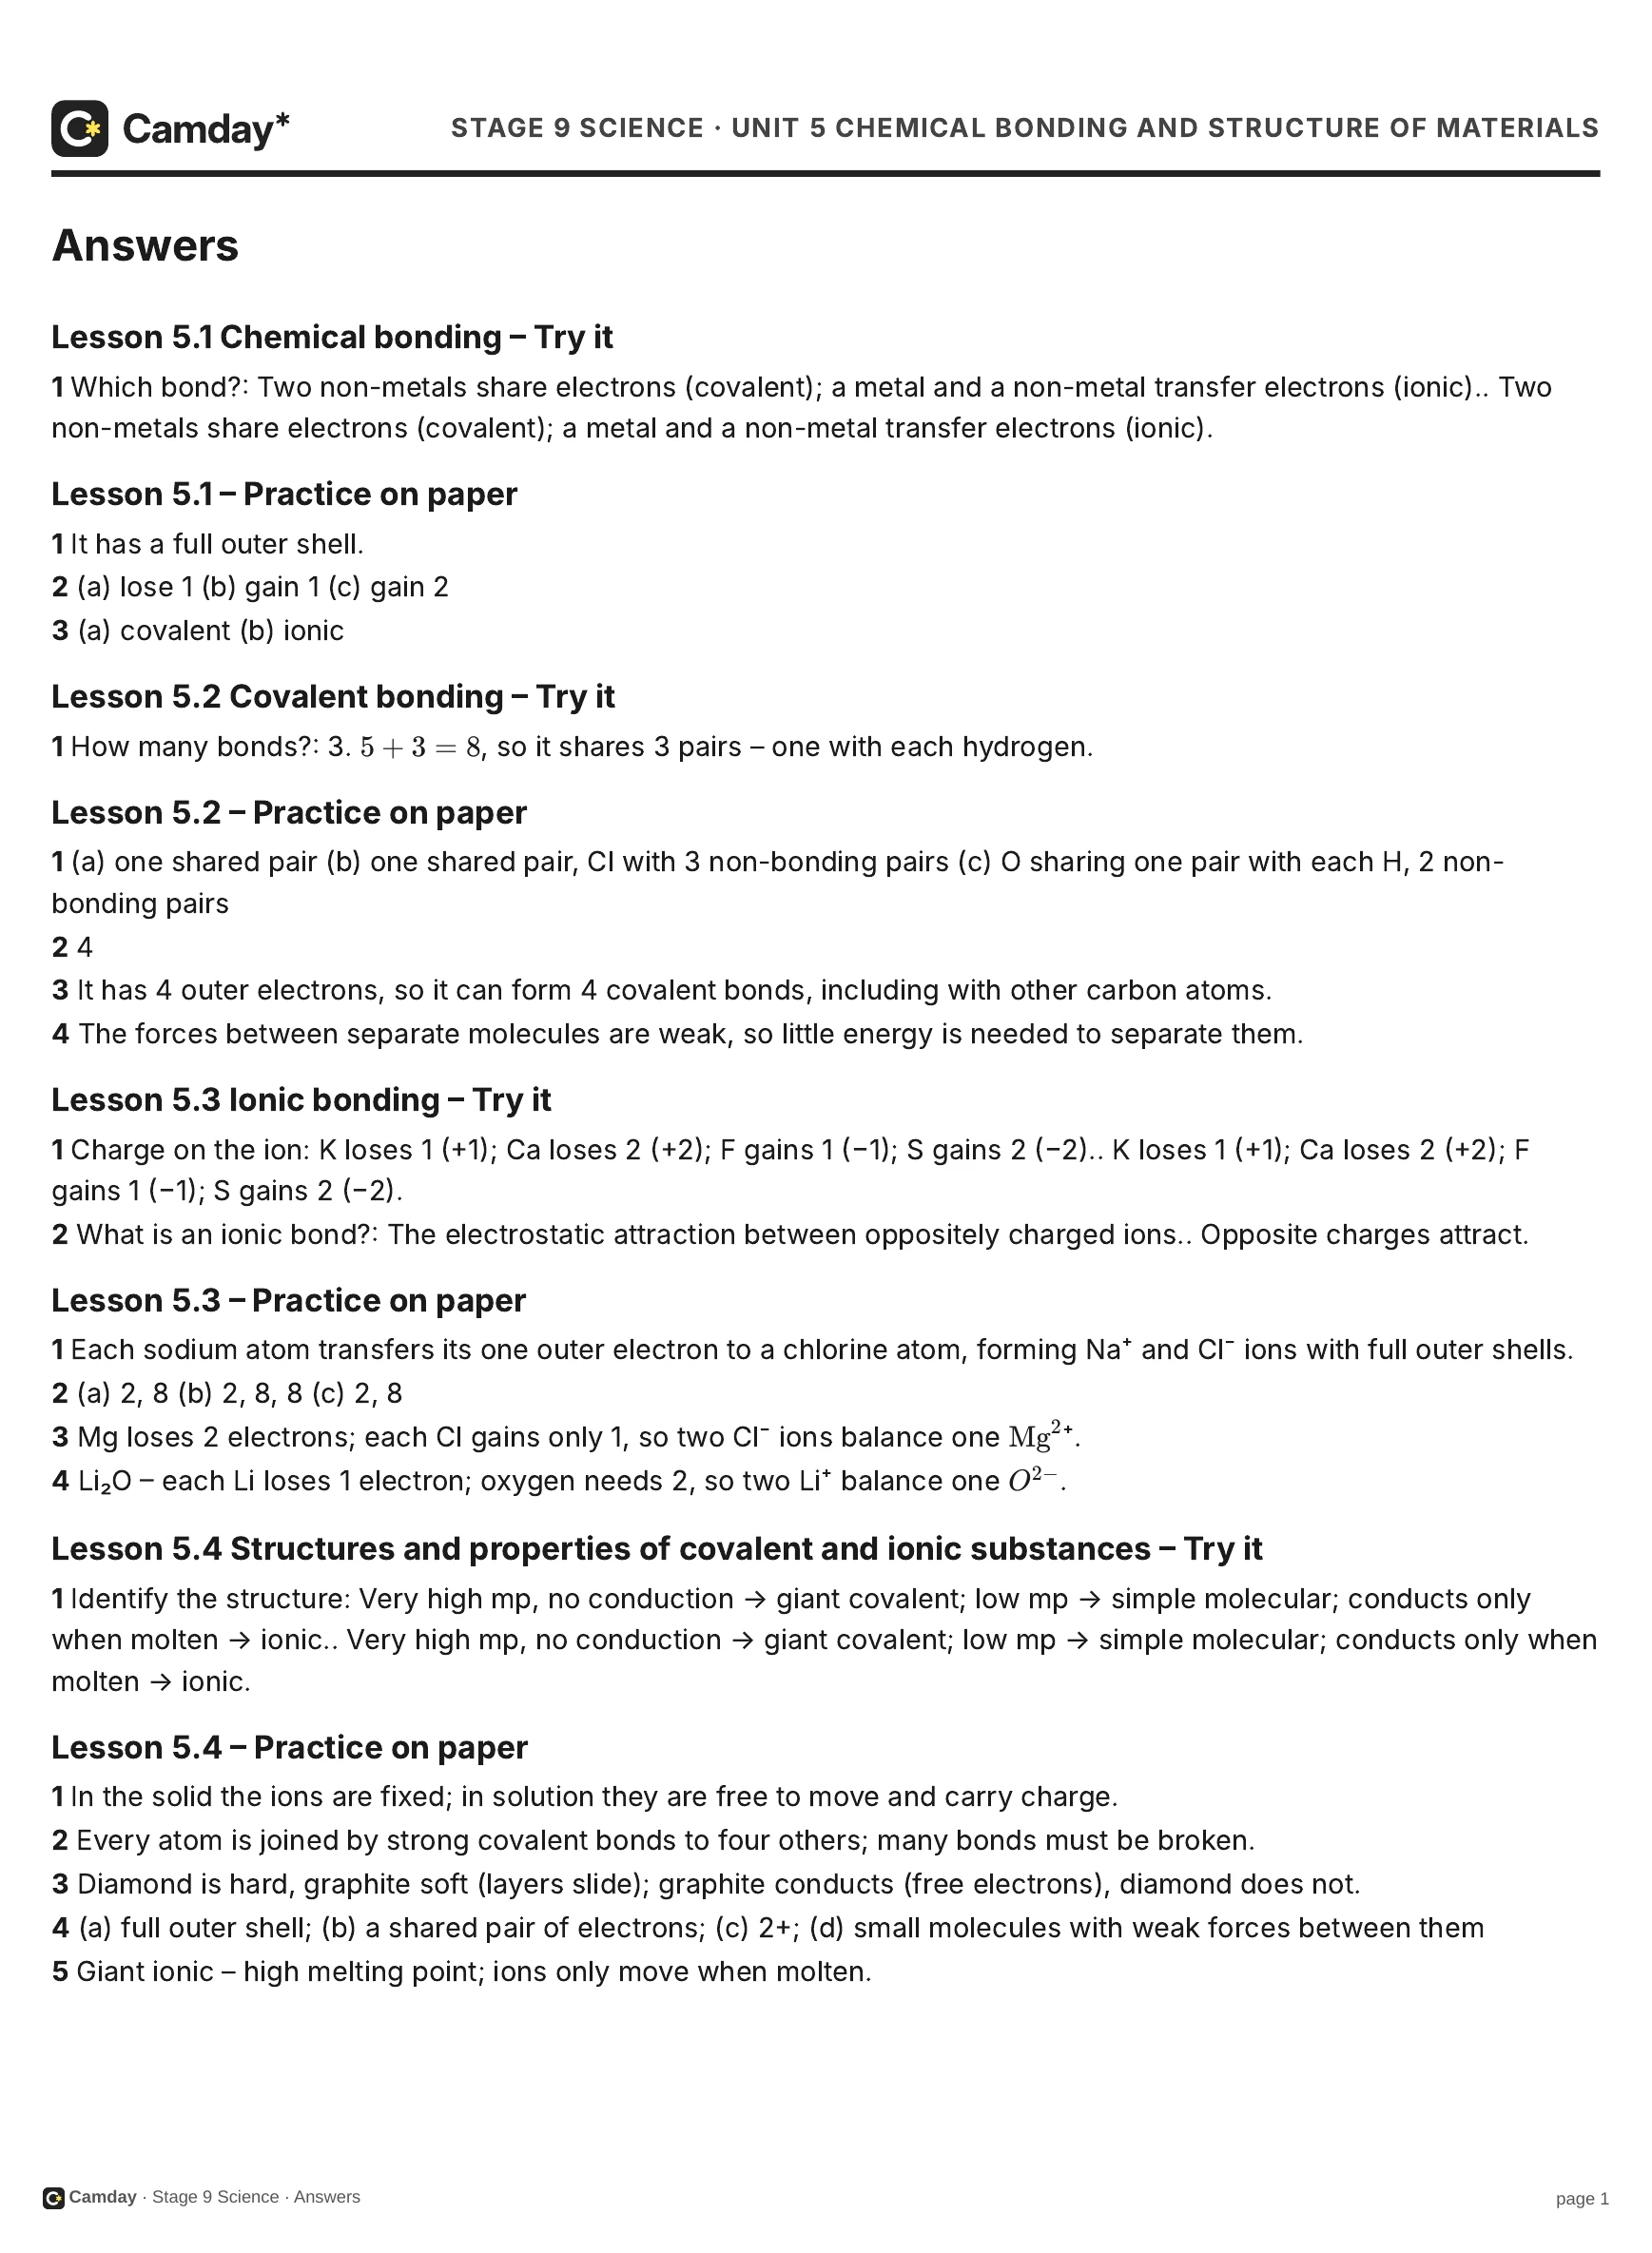 Camday*
STAGE 9 SCIENCE · UNIT 5 CHEMICAL BONDING AND STRUCTURE OF MATERIALS
Answers
Lesson 5.1 Chemical bonding – Try it
1 Which bond?: Two non-metals share electrons (covalent); a metal and a non-metal transfer electrons (ionic).. Two
non-metals share electrons (covalent); a metal and a non-metal transfer electrons (ionic).
Lesson 5.1 – Practice on paper
1 It has a full outer shell.
2 (a) lose 1 (b) gain 1 (c) gain 2
3 (a) covalent (b) ionic
Lesson 5.2 Covalent bonding – Try it
1 How many bonds?: 3. 5 + 3 = 8, so it shares 3 pairs – one with each hydrogen.
Lesson 5.2 – Practice on paper
1 (a) one shared pair (b) one shared pair, Cl with 3 non-bonding pairs (c) O sharing one pair with each H, 2 non-
bonding pairs
2 4
3 It has 4 outer electrons, so it can form 4 covalent bonds, including with other carbon atoms.
4 The forces between separate molecules are weak, so little energy is needed to separate them.
Lesson 5.3 Ionic bonding – Try it
1 Charge on the ion: K loses 1 (+1); Ca loses 2 (+2); F gains 1 (−1); S gains 2 (−2).. K loses 1 (+1); Ca loses 2 (+2); F
gains 1 (−1); S gains 2 (−2).
2 What is an ionic bond?: The electrostatic attraction between oppositely charged ions.. Opposite charges attract.
Lesson 5.3 – Practice on paper
1 Each sodium atom transfers its one outer electron to a chlorine atom, forming Na⁺ and Cl⁻ ions with full outer shells.
2 (a) 2, 8 (b) 2, 8, 8 (c) 2, 8
3 Mg loses 2 electrons; each Cl gains only 1, so two Cl⁻ ions balance one Mg²⁺.
4 Li₂O – each Li loses 1 electron; oxygen needs 2, so two Li⁺ balance one O²⁻.
Lesson 5.4 Structures and properties of covalent and ionic substances – Try it
1 Identify the structure: Very high mp, no conduction → giant covalent; low mp → simple molecular; conducts only
when molten → ionic.. Very high mp, no conduction → giant covalent; low mp → simple molecular; conducts only when
molten → ionic.
Lesson 5.4 – Practice on paper
1 In the solid the ions are fixed; in solution they are free to move and carry charge.
2 Every atom is joined by strong covalent bonds to four others; many bonds must be broken.
3 Diamond is hard, graphite soft (layers slide); graphite conducts (free electrons), diamond does not.
4 (a) full outer shell; (b) a shared pair of electrons; (c) 2+; (d) small molecules with weak forces between them
5 Giant ionic – high melting point; ions only move when molten.
Camday · Stage 9 Science · Answers
page 1